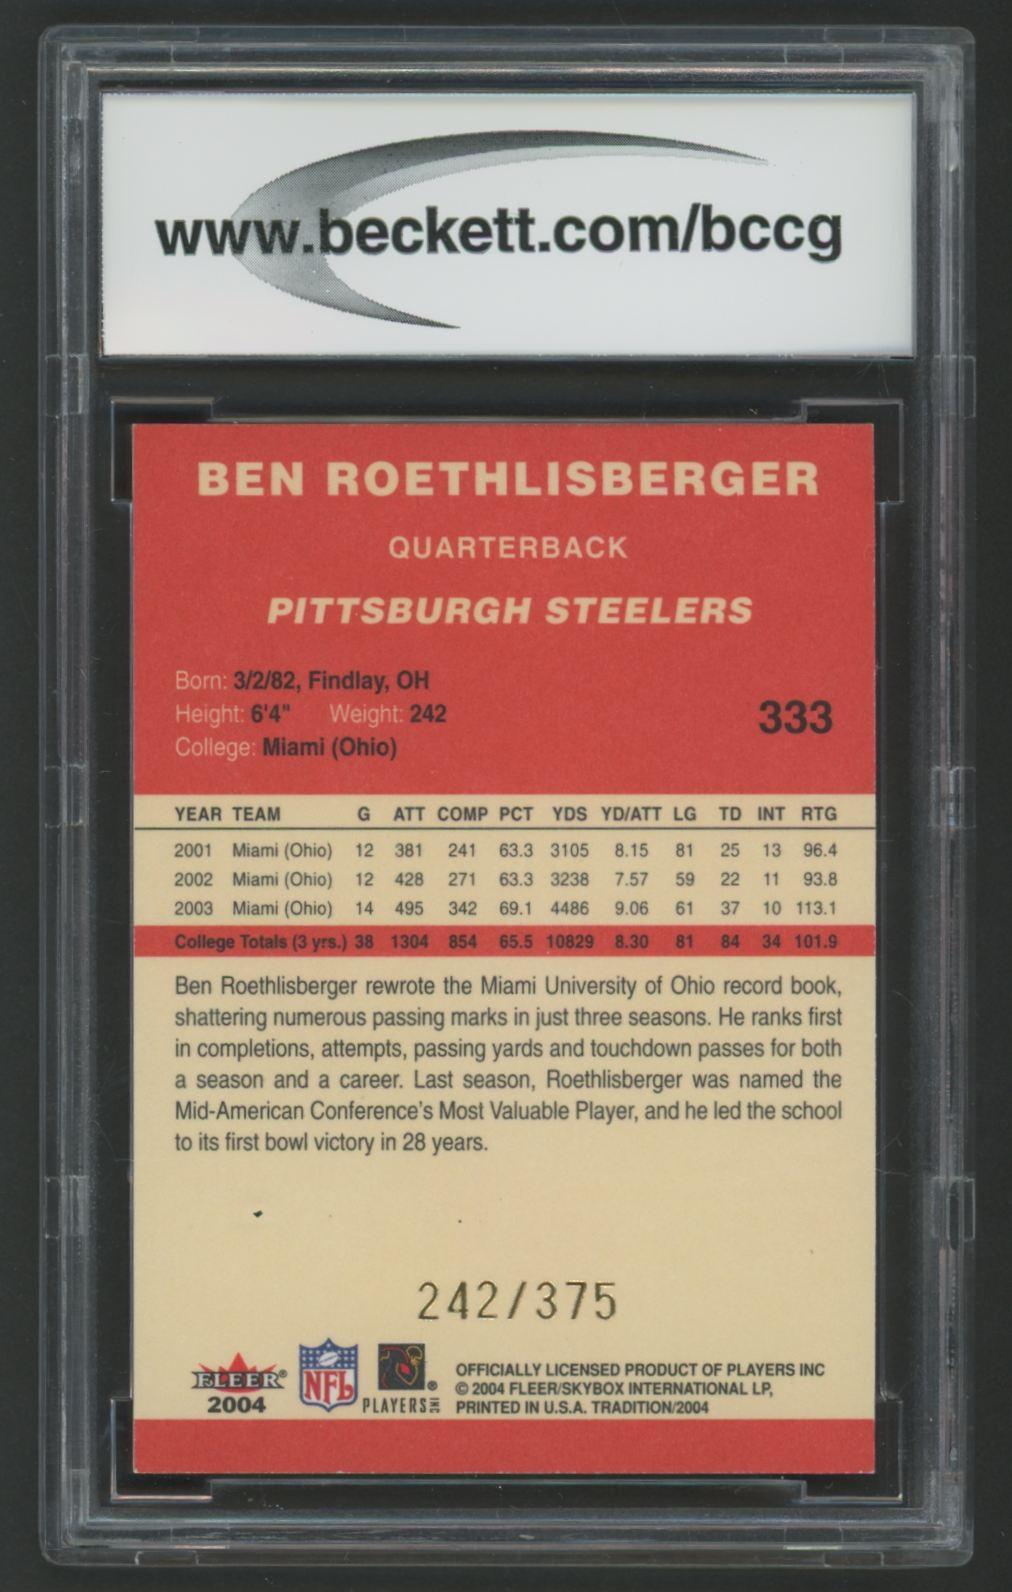 www.beckett.com/bccg
BEN ROETHLISBERGER
QUARTERBACK
PITTSBURGH STEELERS
Born: 3/2/82, Findlay, OH
Height: 6'4" Weight: 242
College: Miami (Ohio)
333
YEAR TEAM G ATT COMP PCT YDS YD/ATT LG TD INT RTG
2001 Miami (Ohio) 12 381 241 63.3 3105 8.15 81 25 13 96.4
2002 Miami (Ohio) 12 428 271 63.3 3238 7.57 59 22 11 93.8
2003 Miami (Ohio) 14 495 342 69.1 4486 9.06 61 37 10 113.1
College Totals (3 yrs.) 38 1304 854 65.5 10829 8.30 81 84 34 101.9
Ben Roethlisberger rewrote the Miami University of Ohio record book,
shattering numerous passing marks in just three seasons. He ranks first
in completions, attempts, passing yards and touchdown passes for both
a season and a career. Last season, Roethlisberger was named the
Mid-American Conference's Most Valuable Player, and he led the school
to its first bowl victory in 28 years.
242/375
FLEER®
2004
NFL
PLAYERS INC ®
OFFICIALLY LICENSED PRODUCT OF PLAYERS INC
© 2004 FLEER/SKYBOX INTERNATIONAL LP,
PRINTED IN U.S.A. TRADITION/2004